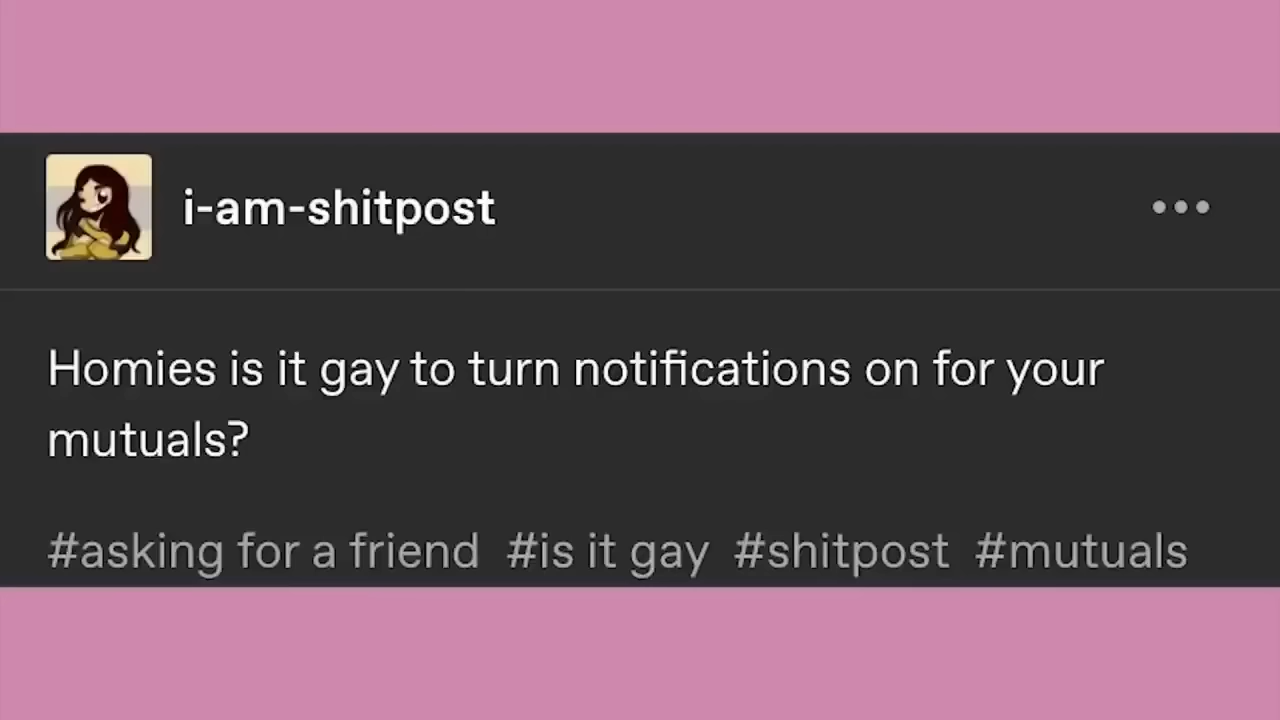 i-am-shitpost
Homies is it gay to turn notifications on for your
mutuals?
#asking for a friend #is it gay #shitpost #mutuals